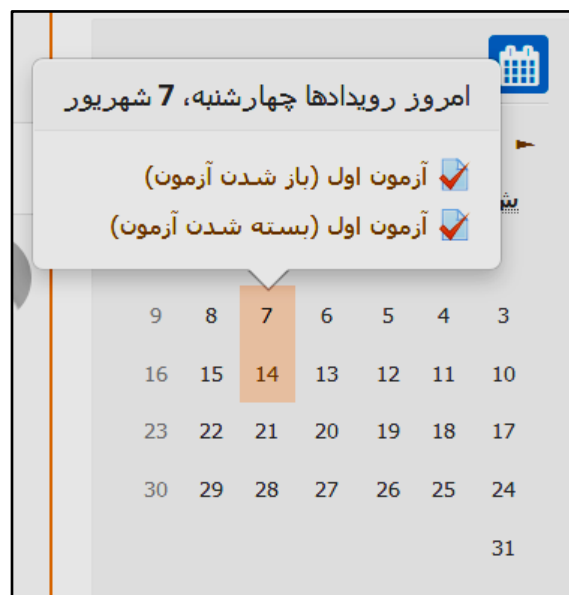 امروز رویدادها چهارشنبه، 7 شهریور
آزمون اول (باز شدن آزمون)
آزمون اول (بسته شدن آزمون)
3 4 5 6 7 8 9
10 11 12 13 14 15 16
17 18 19 20 21 22 23
24 25 26 27 28 29 30
31